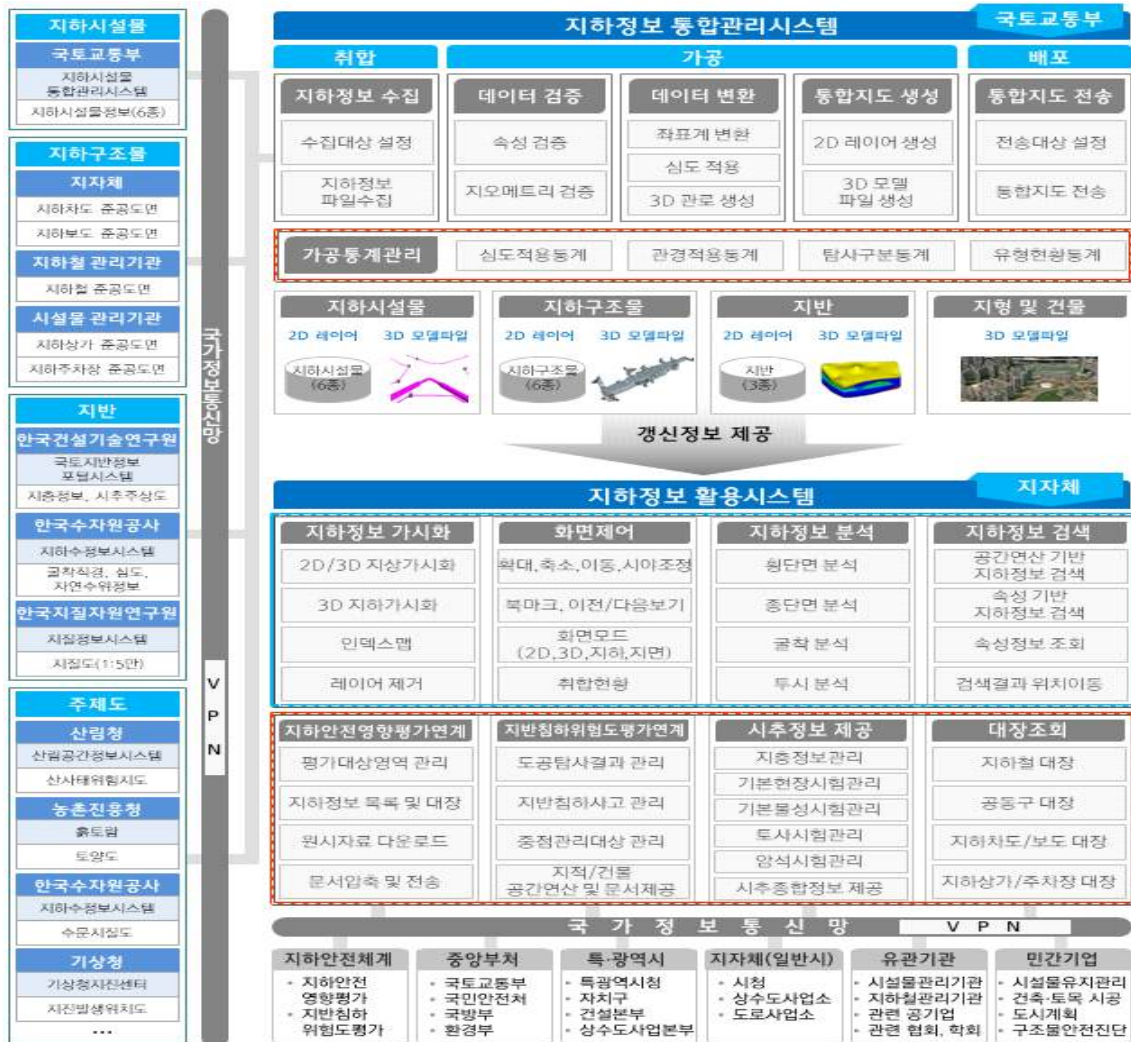 지하시설물
국토교통부
지하시설물
통합관리시스템
지하시설물정보(6종)
지하구조물
지자체
지하차도 준공도면
지하보도 준공도면
지하철 관리기관
지하철 준공도면
시설물 관리기관
지하상가 준공도면
지하주차장 준공도면
지반
한국건설기술연구원
국토지반정보
포털시스템
지층정보, 시추주상도
한국수자원공사
지하수정보시스템
굴착직경, 심도,
자연수위정보
한국지질자원연구원
지질정보시스템
지질도(1:5만)
주제도
산림청
산림공간정보시스템
산사태위험지도
농촌진흥청
흙토람
토양도
한국수자원공사
지하수정보시스템
수문지질도
기상청
기상청지진센터
지진발생위치도
...
국가정보통신망
VPN
지하정보 통합관리시스템
국토교통부
취합
가공
배포
지하정보 수집
데이터 검증
데이터 변환
통합지도 생성
통합지도 전송
수집대상 설정
지하정보
파일수집
속성 검증
지오메트리 검증
좌표계 변환
심도 적용
3D 관로 생성
2D 레이어 생성
3D 모델
파일 생성
전송대상 설정
통합지도 전송
가공통계관리
심도적용통계
관경적용통계
탐사구분통계
유형현황통계
지하시설물
2D 레이어
3D 모델파일
지하시설물
(6종)
지하구조물
2D 레이어
3D 모델파일
지하구조물
(6종)
지반
2D 레이어
3D 모델파일
지반
(3종)
지형 및 건물
3D 모델파일
갱신정보 제공
지하정보 활용시스템
지자체
지하정보 가시화
2D/3D 지상가시화
3D 지하가시화
인덱스맵
레이어 제거
화면제어
확대,축소,이동,시야조정
북마크, 이전/다음보기
화면모드
(2D,3D,지하,지면)
취합현황
지하정보 분석
횡단면 분석
종단면 분석
굴착 분석
투시 분석
지하정보 검색
공간연산 기반
지하정보 검색
속성 기반
지하정보 검색
속성정보 조회
검색결과 위치이동
지하안전영향평가연계
평가대상영역 관리
지하정보 목록 및 대장
원시자료 다운로드
문서압축 및 전송
지반침하위험도평가연계
도공탐사결과 관리
지반침하사고 관리
중점관리대상 관리
지적/건물
공간연산 및 문서제공
시추정보 제공
지층정보관리
기본현장시험관리
기본물성시험관리
토사시험관리
암석시험관리
시추종합정보 제공
대장조회
지하철 대장
공동구 대장
지하차도/보도 대장
지하상가/주차장 대장
국 가 정 보 통 신 망
V P N
지하안전체계
• 지하안전
영향평가
• 지반침하
위험도평가
중앙부처
• 국토교통부
• 국민안전처
• 국방부
• 환경부
특·광역시
• 특광역시청
• 자치구
• 건설본부
• 상수도사업본부
지자체(일반시)
• 시청
• 상수도사업소
• 도로사업소
유관기관
• 시설물관리기관
• 지하철관리기관
• 관련 공기업
• 관련 협회, 학회
민간기업
• 시설물유지관리
• 건축·토목 시공
• 도시계획
• 구조물안전진단